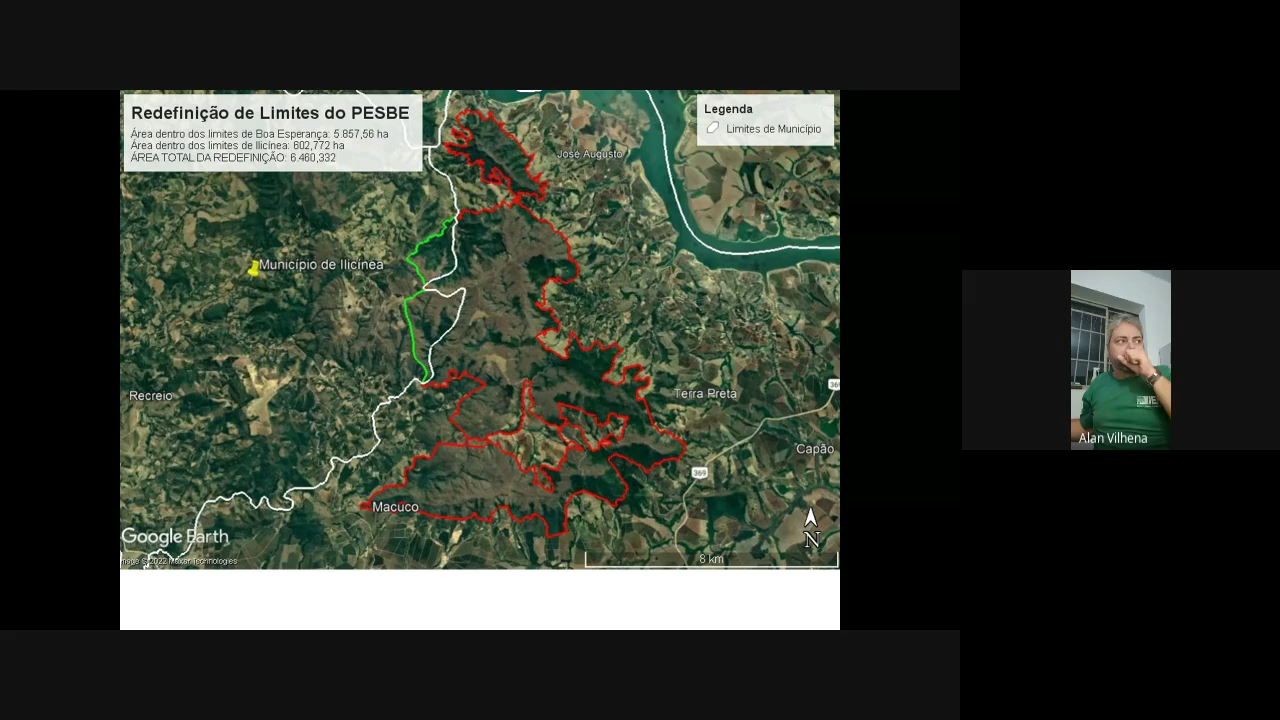 Redefinição de Limites do PESBE
Área dentro dos limites de Boa Esperança: 5.857,56 ha
Área dentro dos limites de Ilicínea: 602,772 ha
ÁREA TOTAL DA REDEFINIÇÃO: 6.460,332
Legenda
Limites de Município
José Augusto
Município de Ilicínea
Recreio
Terra Preta
369
Capão
369
Macuco
Google Earth
N
8 km
Alan Vilhena